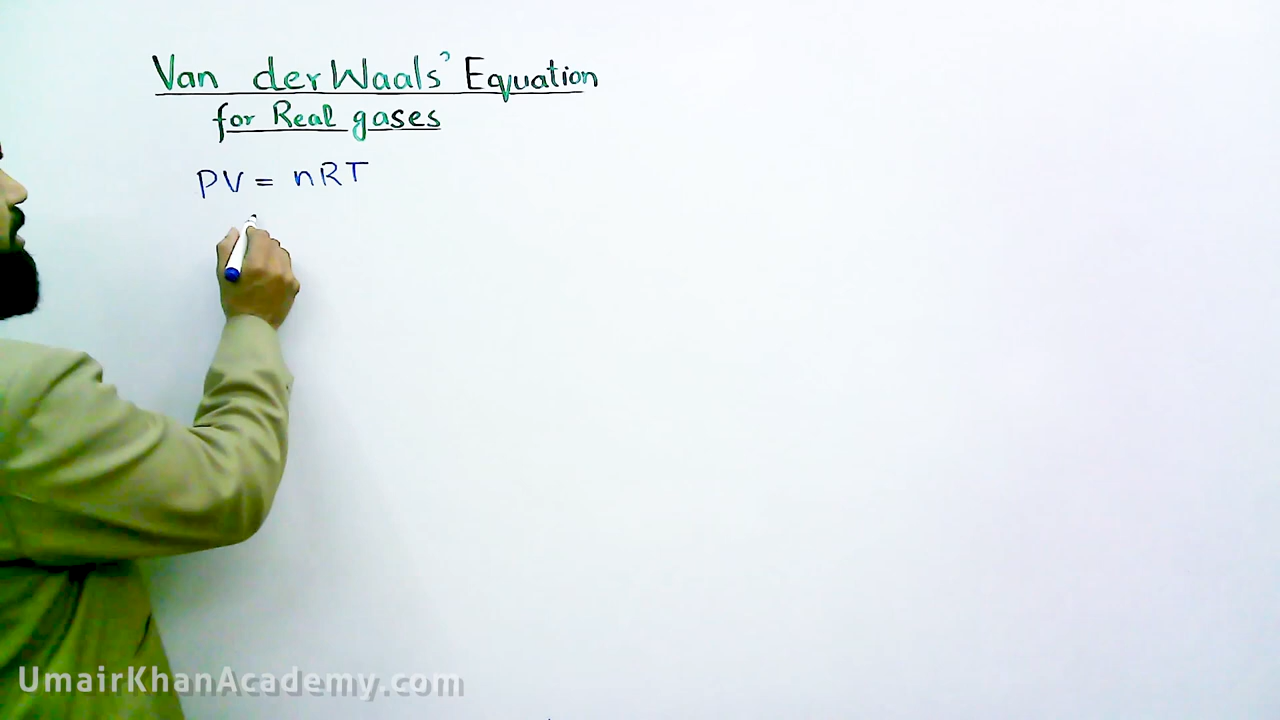 Van der Waals' Equation
for Real gases
PV = nRT
UmairKhanAcademy.com